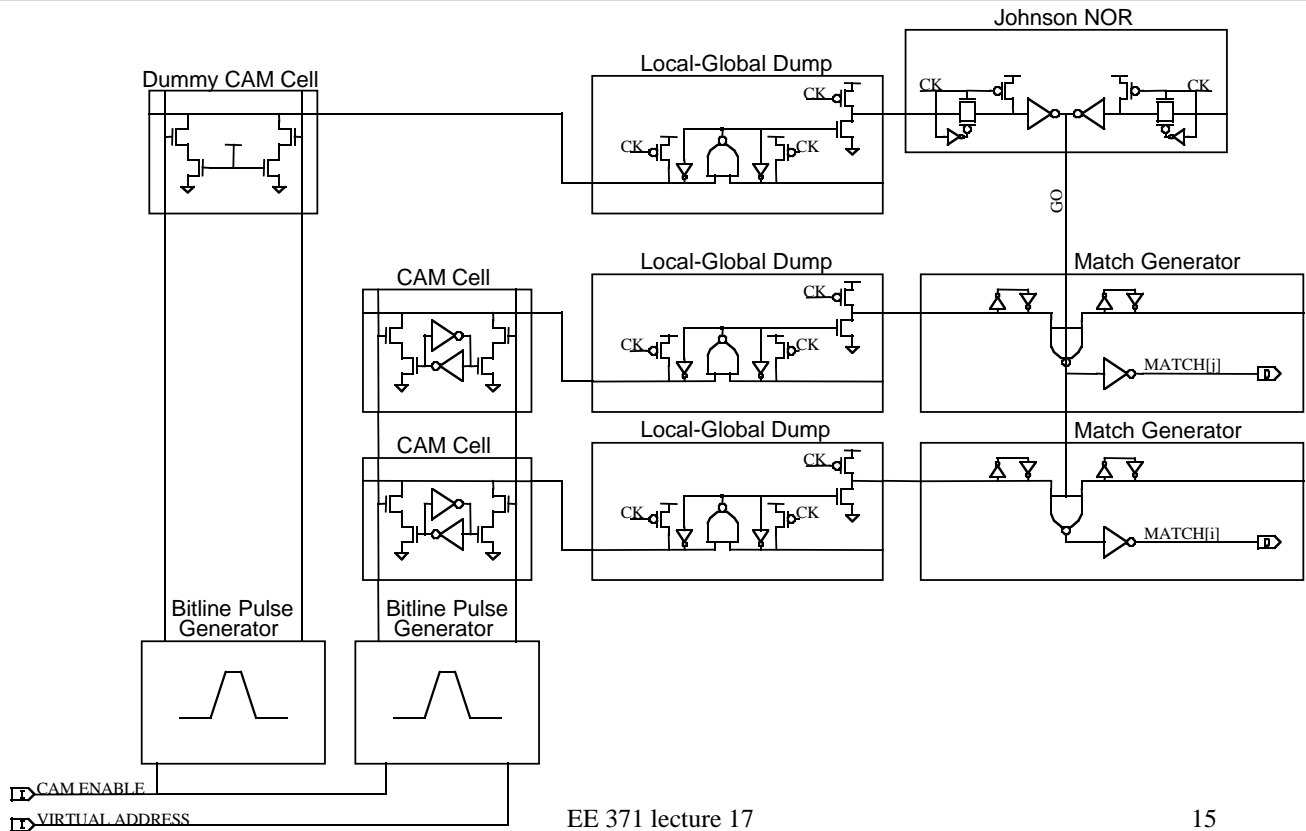 Johnson NOR
Local-Global Dump
Dummy CAM Cell
CK
CK
CK
CK
CK
GO
Local-Global Dump
Match Generator
CAM Cell
CK
CK
CK
MATCH[j]
D
CAM Cell
Local-Global Dump
Match Generator
CK
CK
CK
MATCH[i]
D
Bitline Pulse
Generator
Bitline Pulse
Generator
I CAM ENABLE
I VIRTUAL ADDRESS
EE 371 lecture 17
15